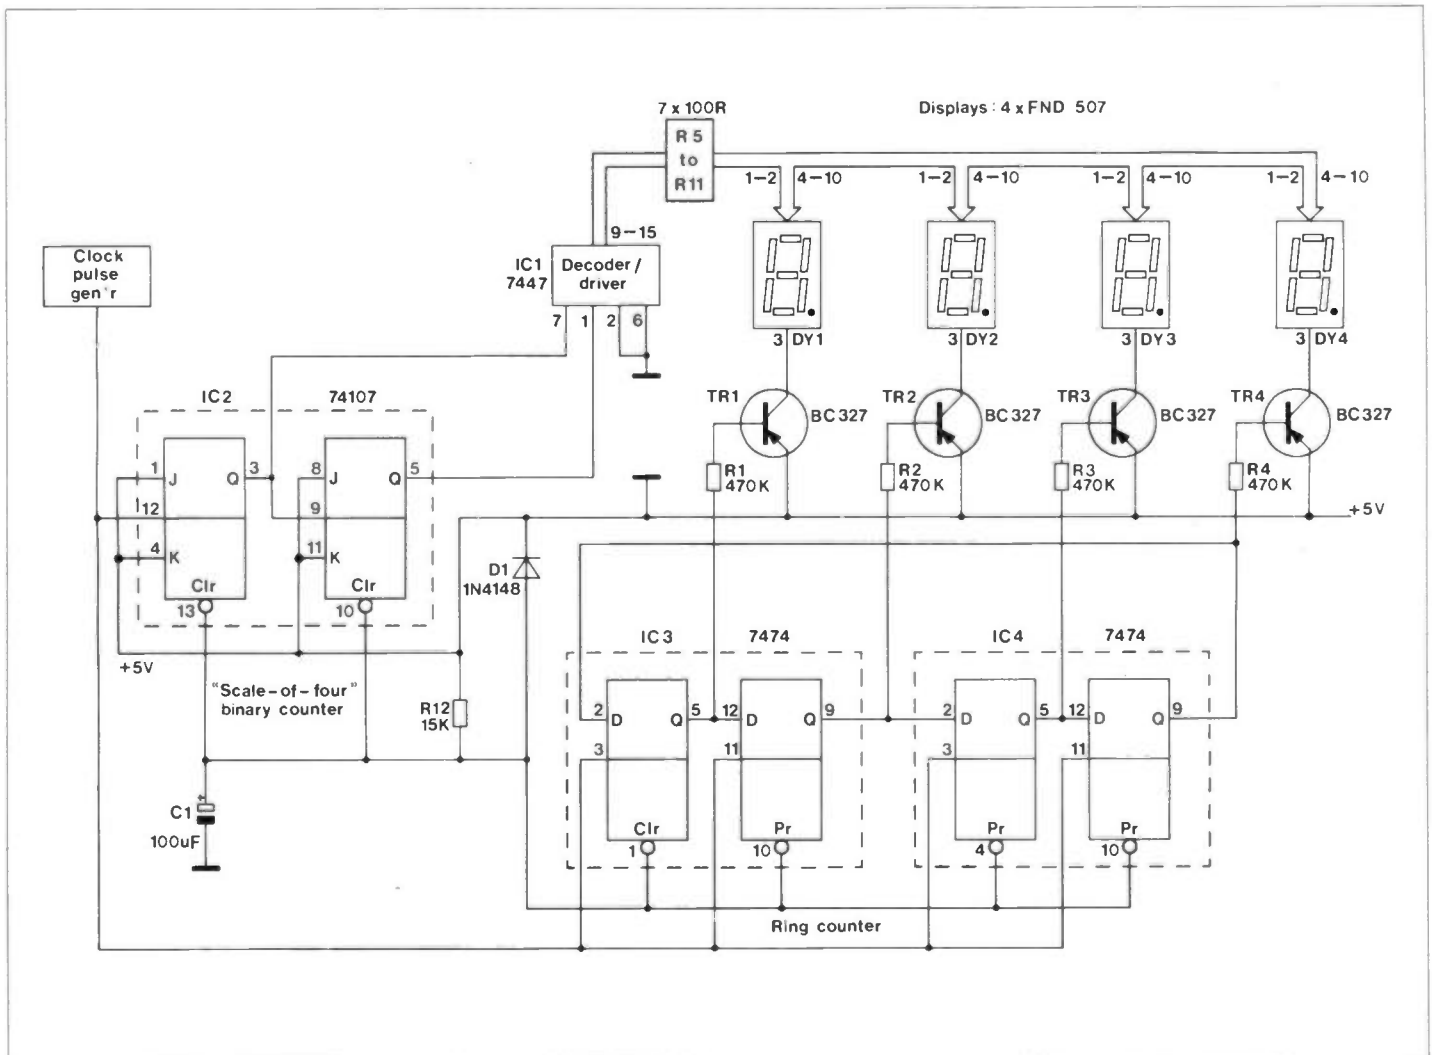 7 x 100R
Displays : 4 x FND 507
R 5
to
R11
1-2 4-10 1-2 4-10 1-2 4-10 1-2 4-10
9-15
Clock
pulse
gen'r
IC1
7447
Decoder/
driver
7 1 2 6
3 DY1 3 DY2 3 DY3 3 DY4
IC2 74107
TR1 BC327 TR2 BC327 TR3 BC327 TR4 BC327
1 J Q 3 8 J Q 5
12 9
4 K 11 K
Clr Clr
13 10
R1
470K
R2
470K
R3
470K
R4
470K
+5V
D1
1N4148
+5V
"Scale-of-four"
binary counter
R12
15K
C1
+
100uF
IC3 7474 IC4 7474
2 D Q 5 12 D Q 9 2 D Q 5 12 D Q 9
3 11 3 11
Clr Pr Pr Pr
1 10 4 10
Ring counter